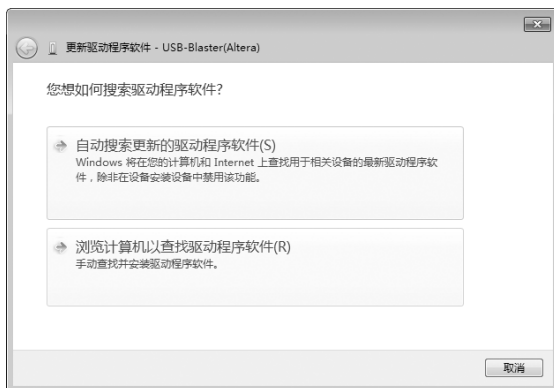 更新驱动程序软件 - USB-Blaster(Altera)
您想如何搜索驱动程序软件?
自动搜索更新的驱动程序软件(S)
Windows 将在您的计算机和 Internet 上查找用于相关设备的最新驱动程序软
件，除非在设备安装设备中禁用该功能。
浏览计算机以查找驱动程序软件(R)
手动查找并安装驱动程序软件。
取消